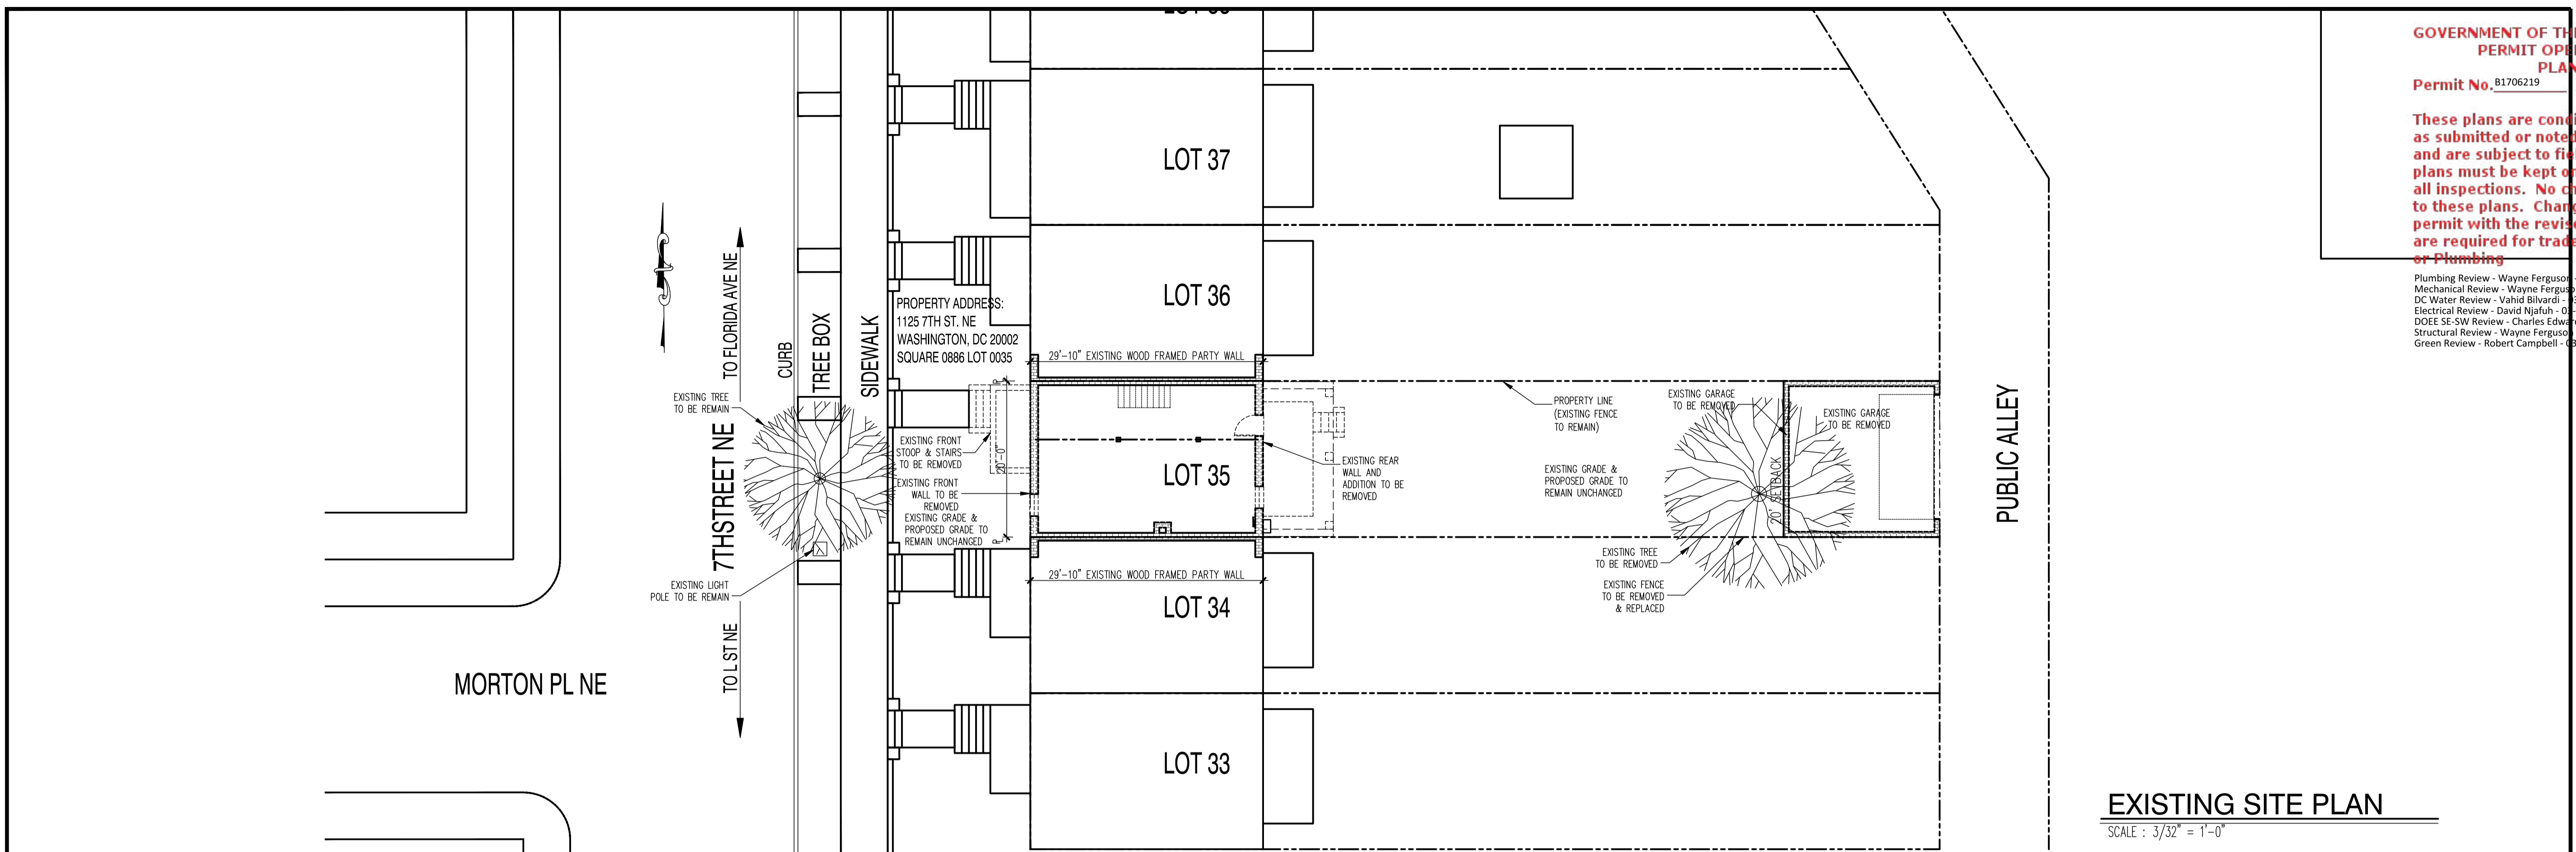 LOT 37
LOT 36
TO FLORIDA AVE NE
CURB
TREE BOX
SIDEWALK
PROPERTY ADDRESS:
1125 7TH ST. NE
WASHINGTON, DC 20002
SQUARE 0886 LOT 0035
29'-10" EXISTING WOOD FRAMED PARTY WALL
EXISTING TREE
TO BE REMAIN
7THSTREET NE
EXISTING FRONT
STOOP & STAIRS
TO BE REMOVED
20'-0"
EXISTING FRONT
WALL TO BE
REMOVED
EXISTING GRADE &
PROPOSED GRADE TO
REMAIN UNCHANGED
LOT 35
EXISTING REAR
WALL AND
ADDITION TO BE
REMOVED
PROPERTY LINE
(EXISTING FENCE
TO REMAIN)
EXISTING GRADE &
PROPOSED GRADE TO
REMAIN UNCHANGED
EXISTING GARAGE
TO BE REMOVED
EXISTING GARAGE
TO BE REMOVED
20' SETBACK
PUBLIC ALLEY
EXISTING TREE
TO BE REMOVED
EXISTING FENCE
TO BE REMOVED
& REPLACED
EXISTING LIGHT
POLE TO BE REMAIN
29'-10" EXISTING WOOD FRAMED PARTY WALL
LOT 34
TO L ST NE
MORTON PL NE
LOT 33
EXISTING SITE PLAN
SCALE : 3/32" = 1'-0"
GOVERNMENT OF TH
PERMIT OPE
PLA
Permit No. B1706219
These plans are condi
as submitted or noted
and are subject to fie
plans must be kept o
all inspections. No ch
to these plans. Chan
permit with the revis
are required for trade
or Plumbing
Plumbing Review - Wayne Ferguson -
Mechanical Review - Wayne Ferguso
DC Water Review - Vahid Bilvardi - 03
Electrical Review - David Njafuh - 03-
DOEE SE-SW Review - Charles Edwar
Structural Review - Wayne Ferguson
Green Review - Robert Campbell - 03